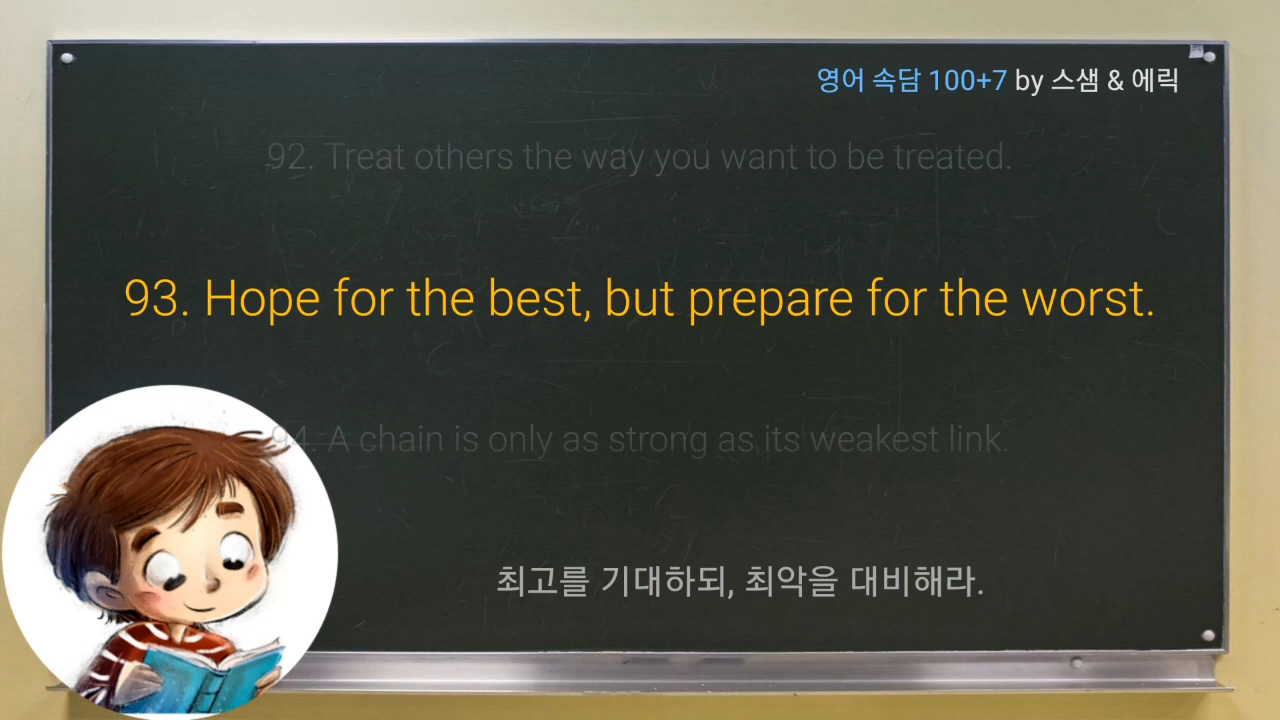 영어 속담 100+7 by 스샘 & 에릭
92. Treat others the way you want to be treated.
93. Hope for the best, but prepare for the worst.
94. A chain is only as strong as its weakest link.
최고를 기대하되, 최악을 대비해라.